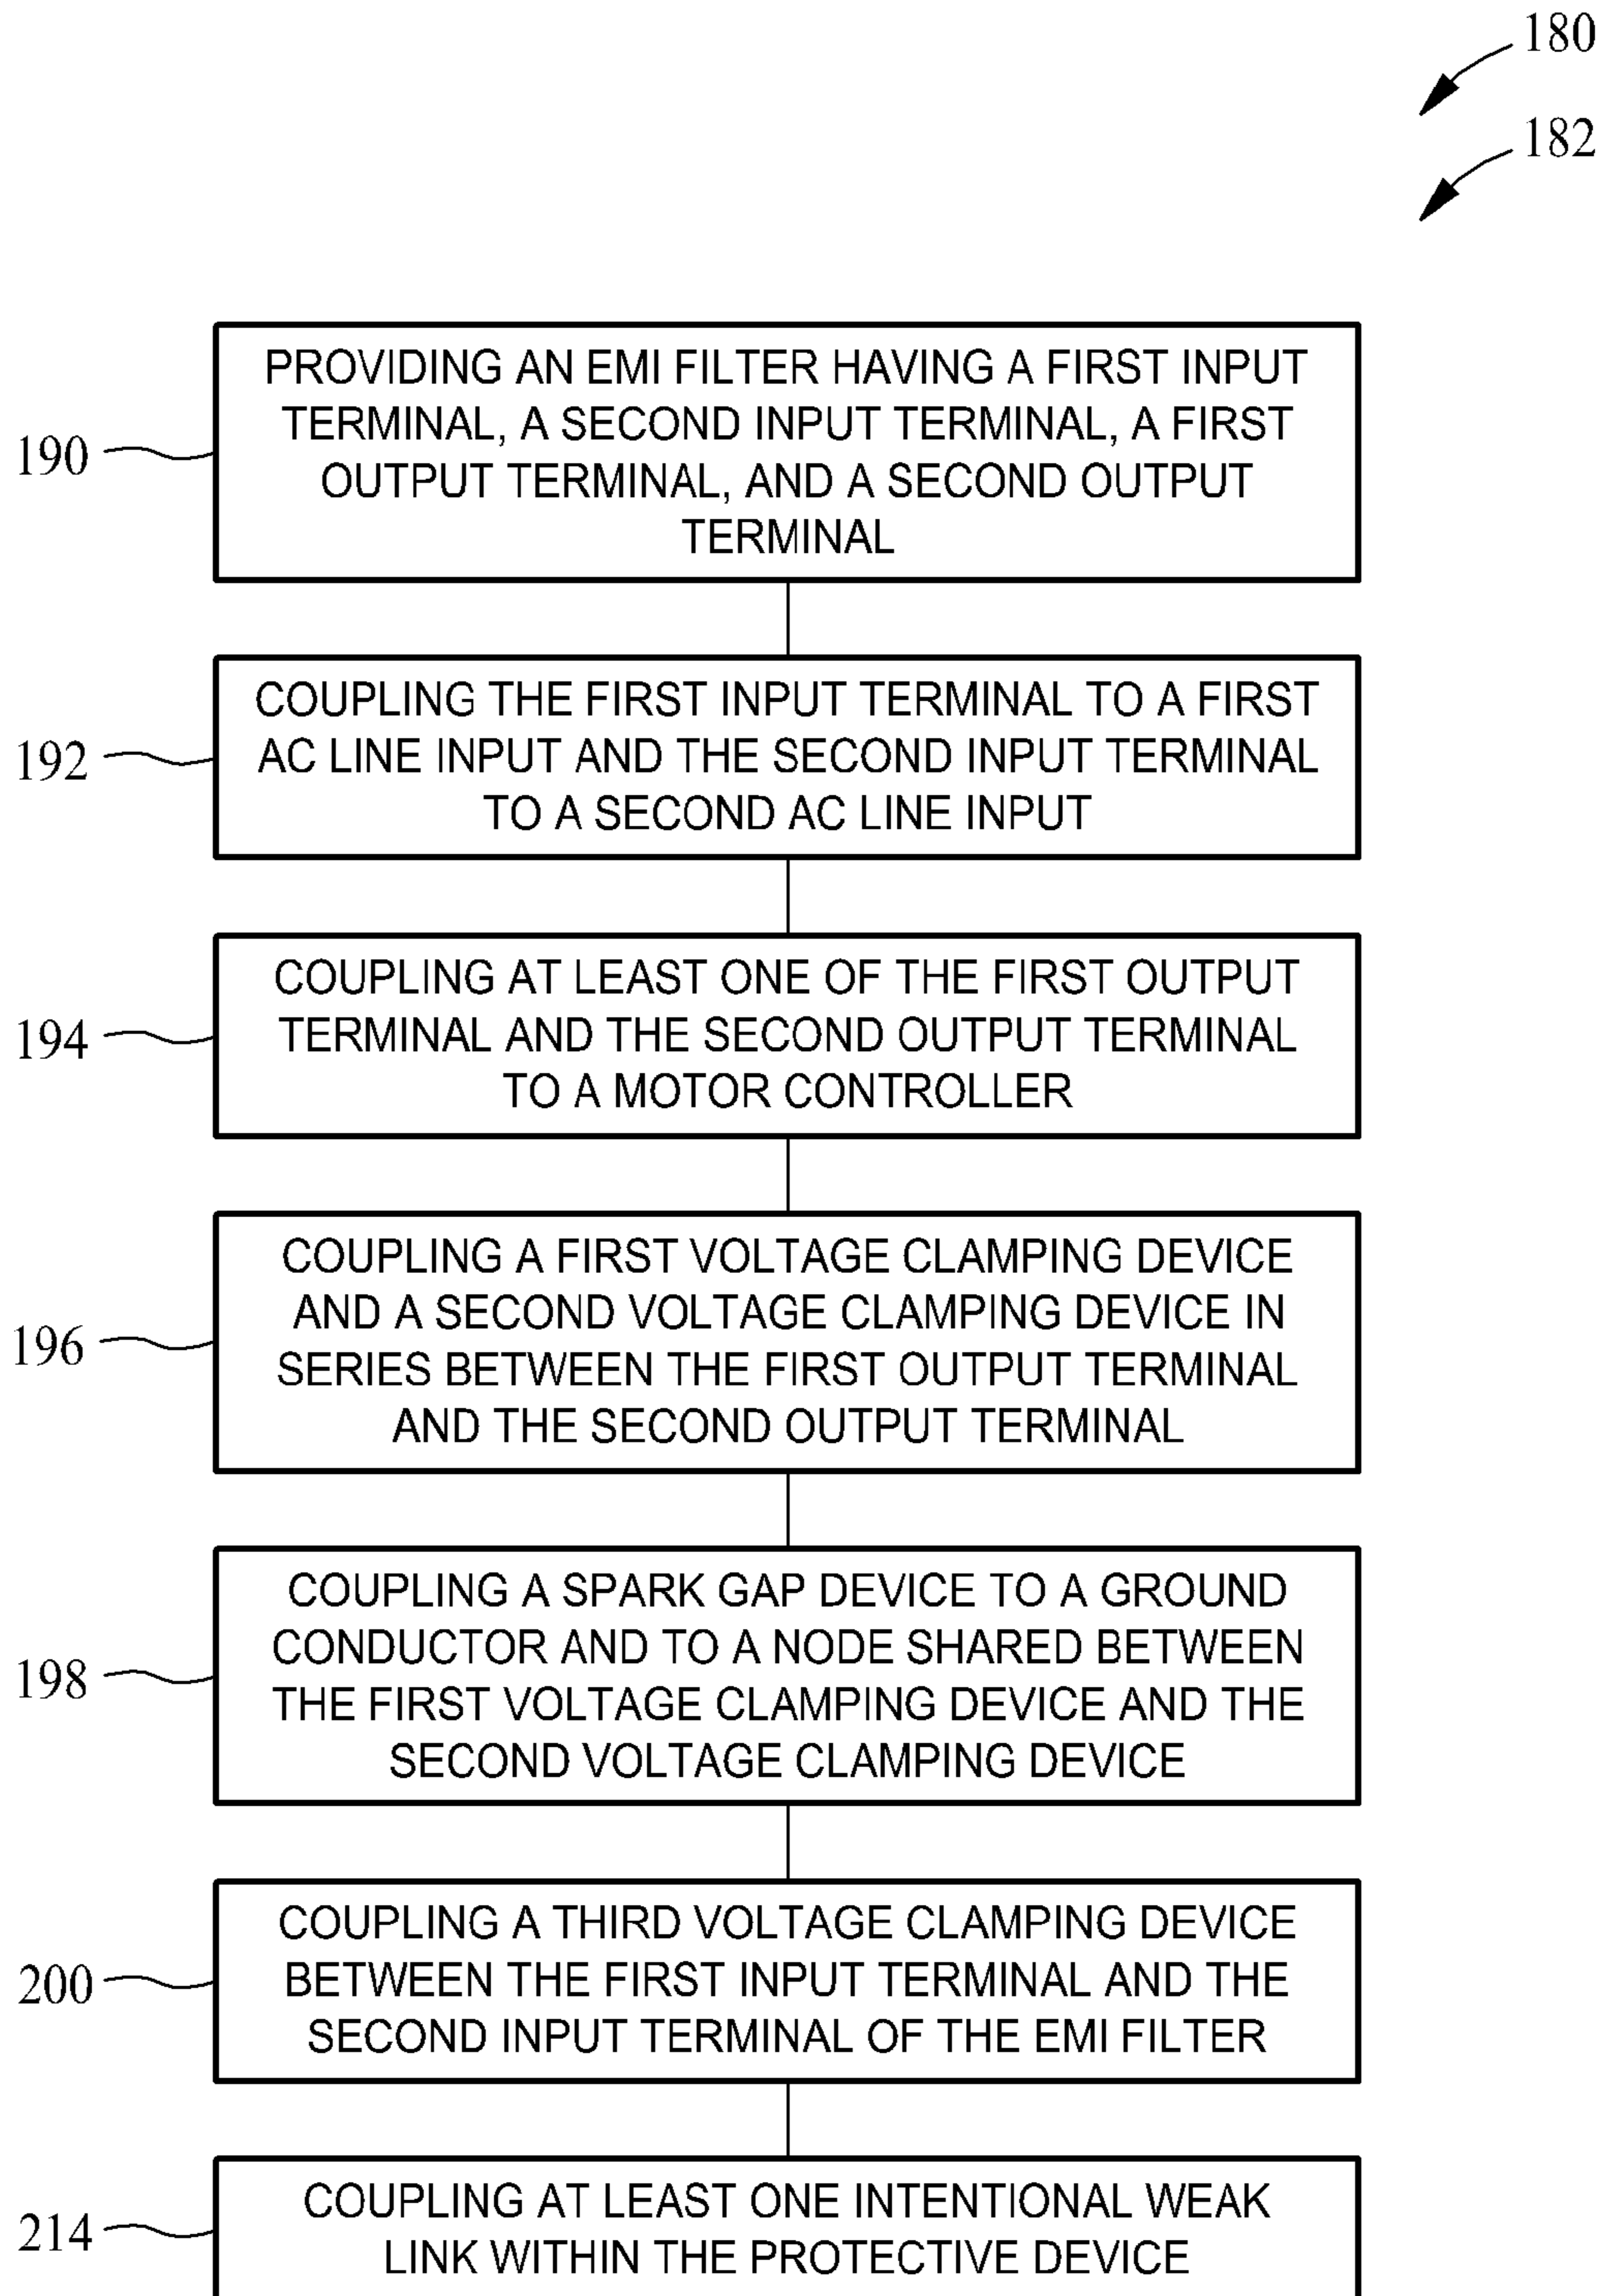 180
182
190
PROVIDING AN EMI FILTER HAVING A FIRST INPUT
TERMINAL, A SECOND INPUT TERMINAL, A FIRST
OUTPUT TERMINAL, AND A SECOND OUTPUT
TERMINAL
192
COUPLING THE FIRST INPUT TERMINAL TO A FIRST
AC LINE INPUT AND THE SECOND INPUT TERMINAL
TO A SECOND AC LINE INPUT
194
COUPLING AT LEAST ONE OF THE FIRST OUTPUT
TERMINAL AND THE SECOND OUTPUT TERMINAL
TO A MOTOR CONTROLLER
196
COUPLING A FIRST VOLTAGE CLAMPING DEVICE
AND A SECOND VOLTAGE CLAMPING DEVICE IN
SERIES BETWEEN THE FIRST OUTPUT TERMINAL
AND THE SECOND OUTPUT TERMINAL
198
COUPLING A SPARK GAP DEVICE TO A GROUND
CONDUCTOR AND TO A NODE SHARED BETWEEN
THE FIRST VOLTAGE CLAMPING DEVICE AND THE
SECOND VOLTAGE CLAMPING DEVICE
200
COUPLING A THIRD VOLTAGE CLAMPING DEVICE
BETWEEN THE FIRST INPUT TERMINAL AND THE
SECOND INPUT TERMINAL OF THE EMI FILTER
214
COUPLING AT LEAST ONE INTENTIONAL WEAK
LINK WITHIN THE PROTECTIVE DEVICE